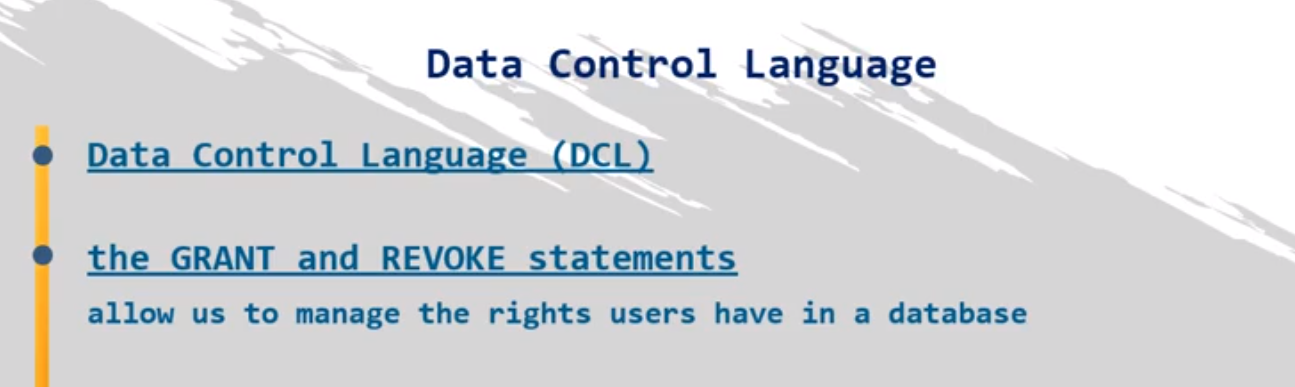 Data Control Language
Data Control Language (DCL)
the GRANT and REVOKE statements
allow us to manage the rights users have in a database